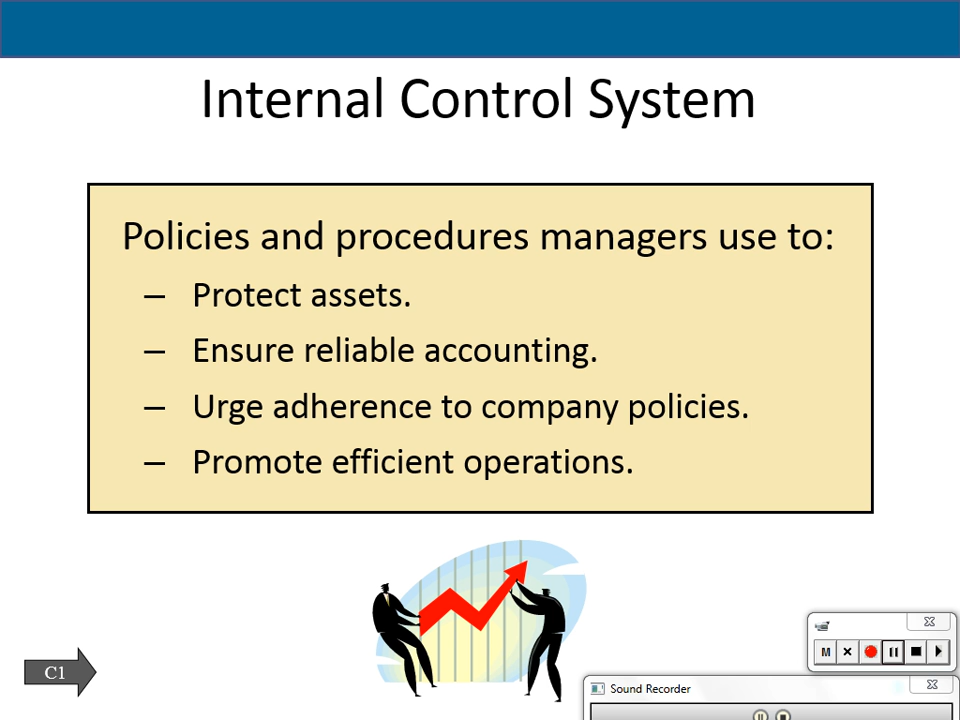 Internal Control System
Policies and procedures managers use to:
– Protect assets.
– Ensure reliable accounting.
– Urge adherence to company policies.
– Promote efficient operations.
C1
M
Sound Recorder